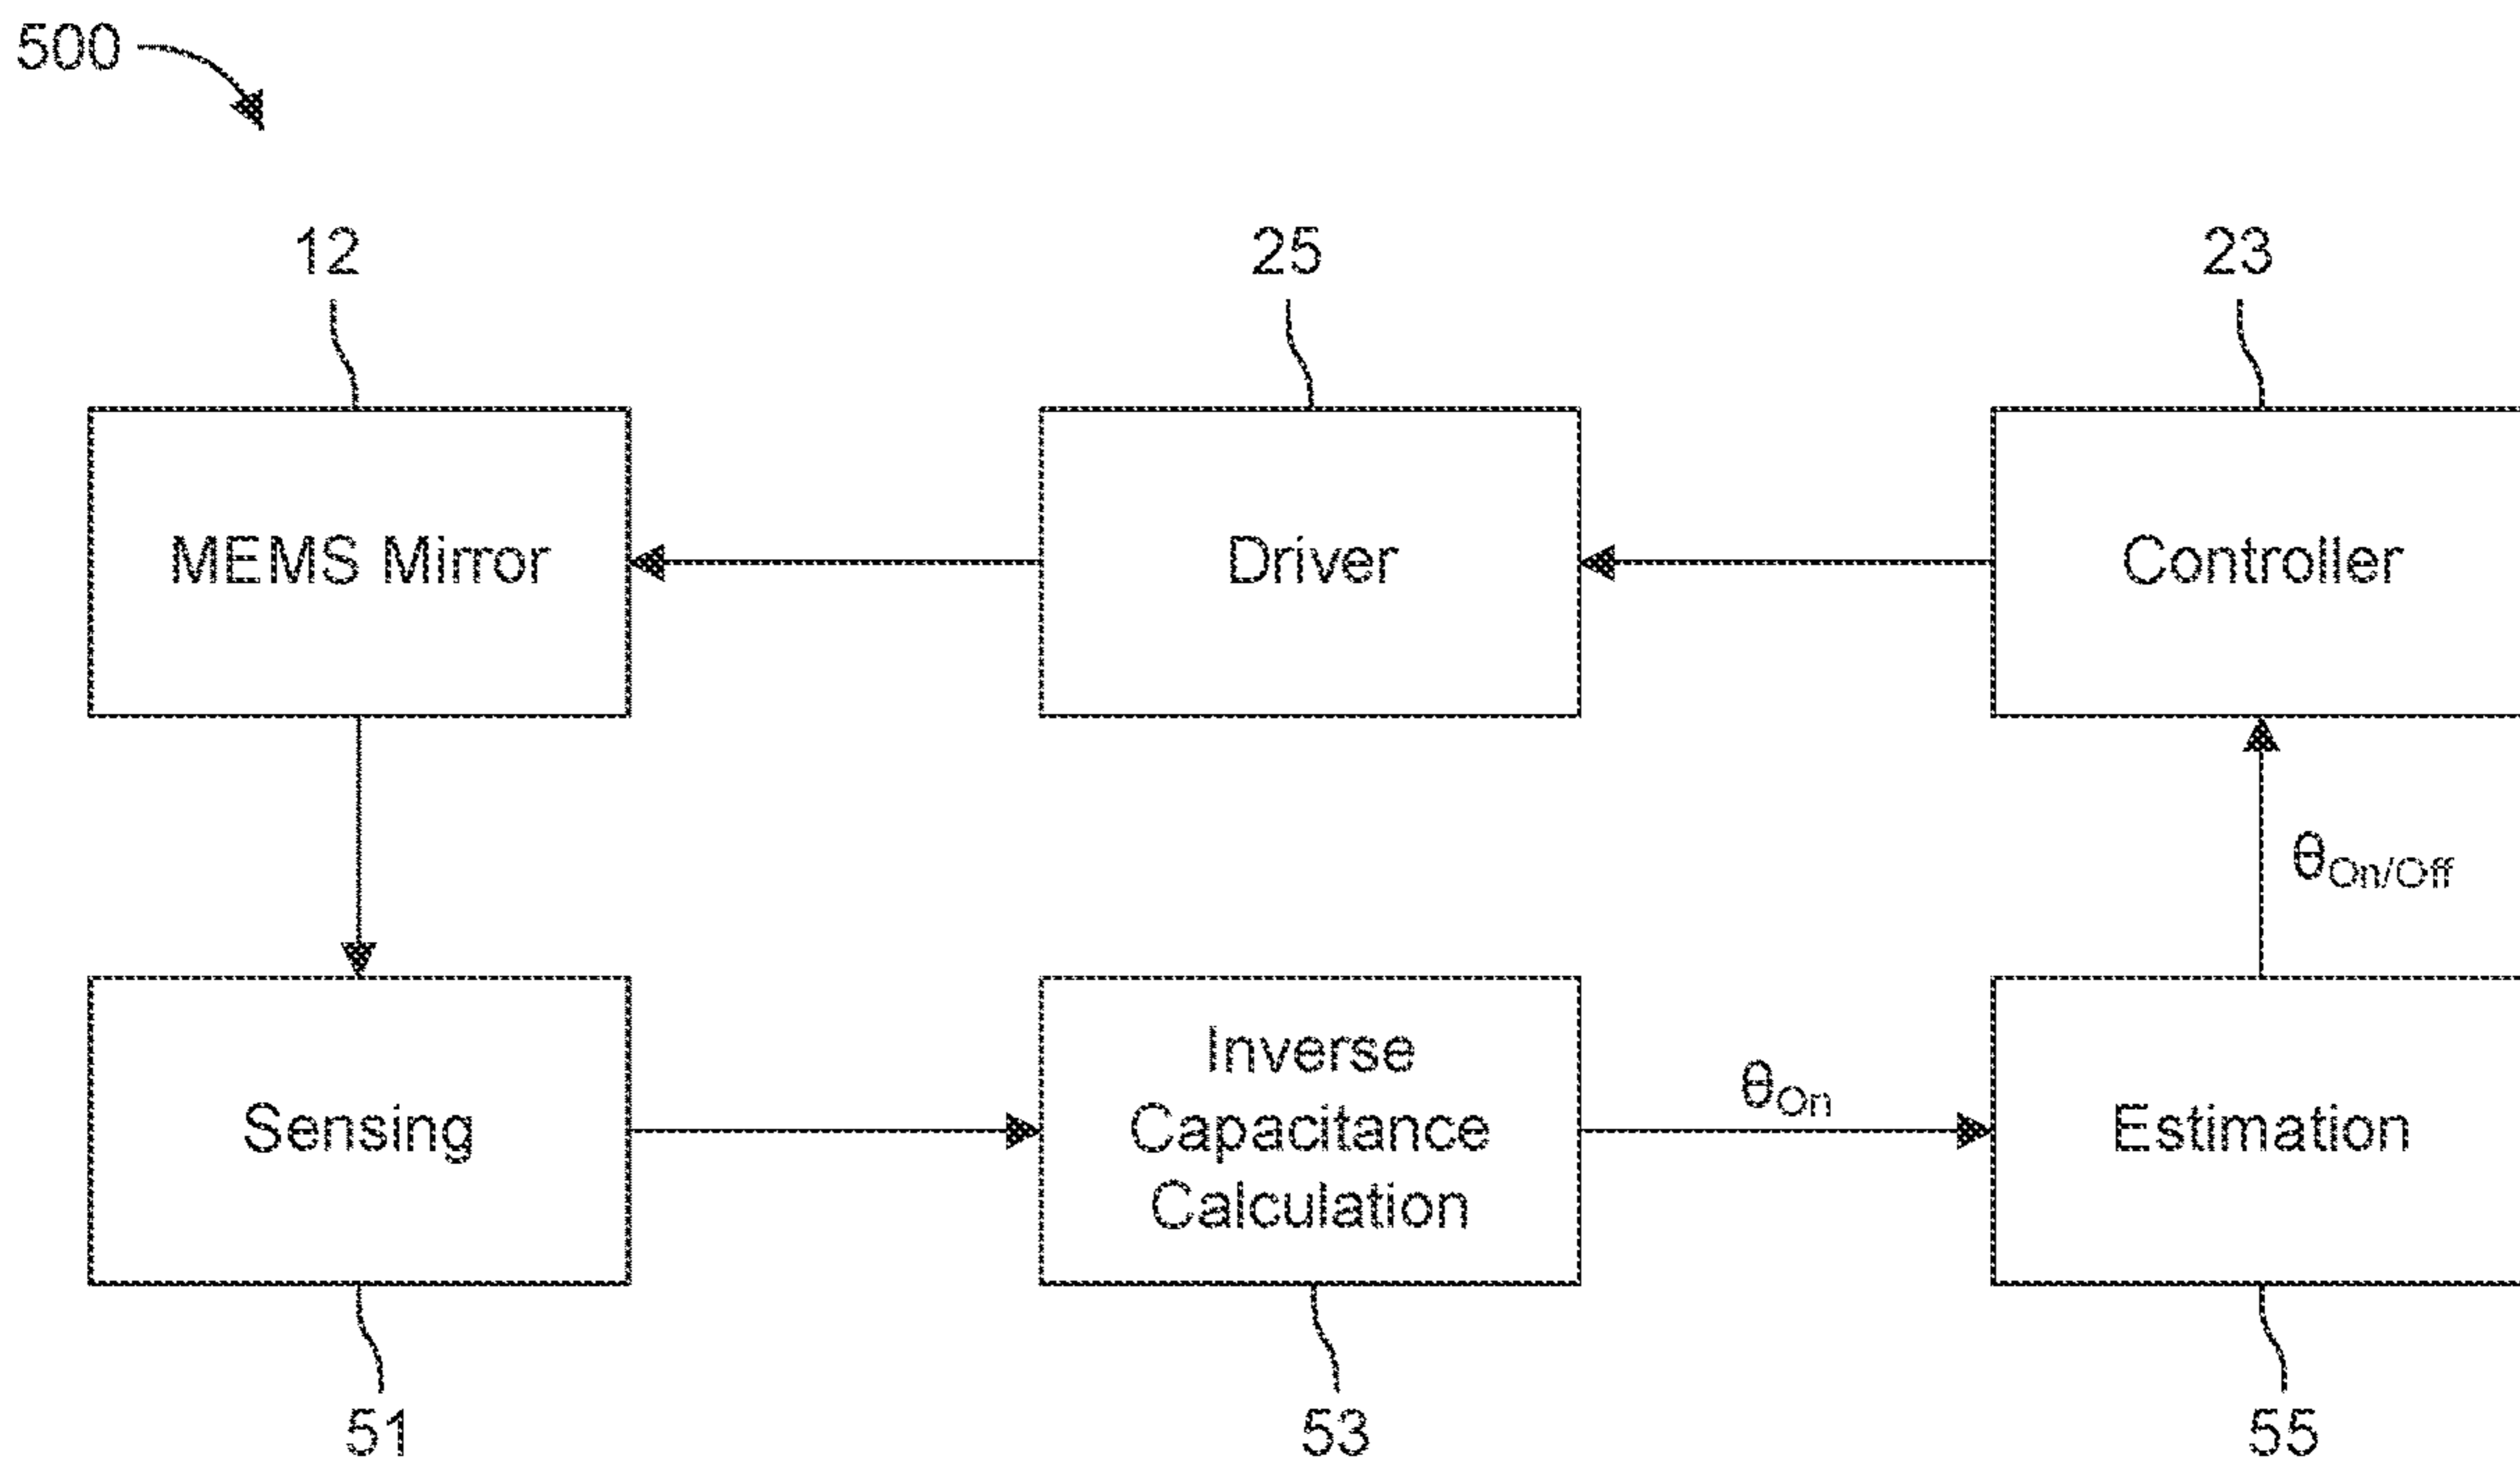 500
12
25
23
MEMS Mirror
Driver
Controller
θOn/Off
Sensing
Inverse
Capacitance
Calculation
θOn
Estimation
51
53
55